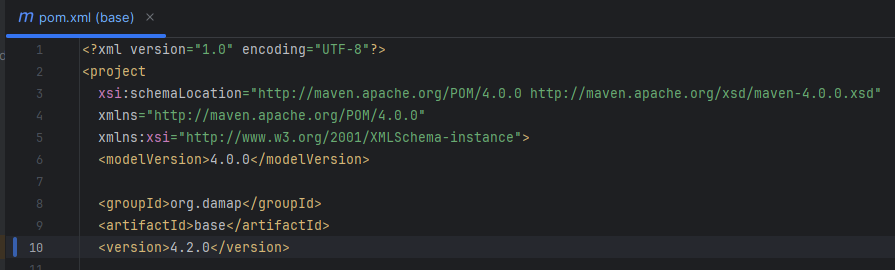 m pom.xml (base) ×
1 <?xml version="1.0" encoding="UTF-8"?>
2 <project
3 xsi:schemaLocation="http://maven.apache.org/POM/4.0.0 http://maven.apache.org/xsd/maven-4.0.0.xsd"
4 xmlns="http://maven.apache.org/POM/4.0.0"
5 xmlns:xsi="http://www.w3.org/2001/XMLSchema-instance">
6 <modelVersion>4.0.0</modelVersion>
7
8 <groupId>org.damap</groupId>
9 <artifactId>base</artifactId>
10 <version>4.2.0</version>
11